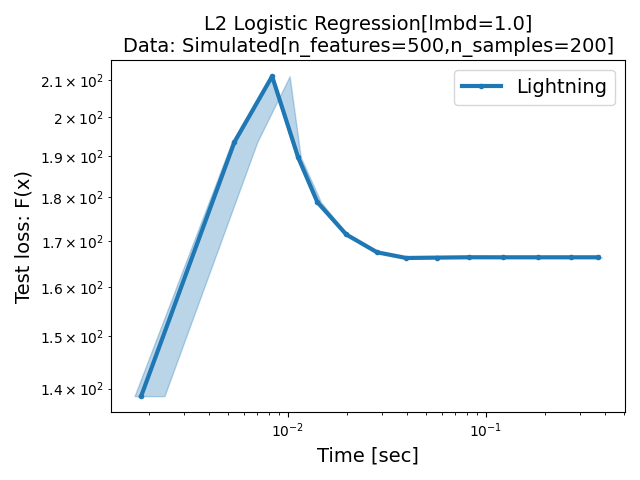 L2 Logistic Regression[lmbd=1.0]
Data: Simulated[n_features=500,n_samples=200]
Lightning
Test loss: F(x)
2.1 × 10²
2 × 10²
1.9 × 10²
1.8 × 10²
1.7 × 10²
1.6 × 10²
1.5 × 10²
1.4 × 10²
10⁻² 10⁻¹
Time [sec]